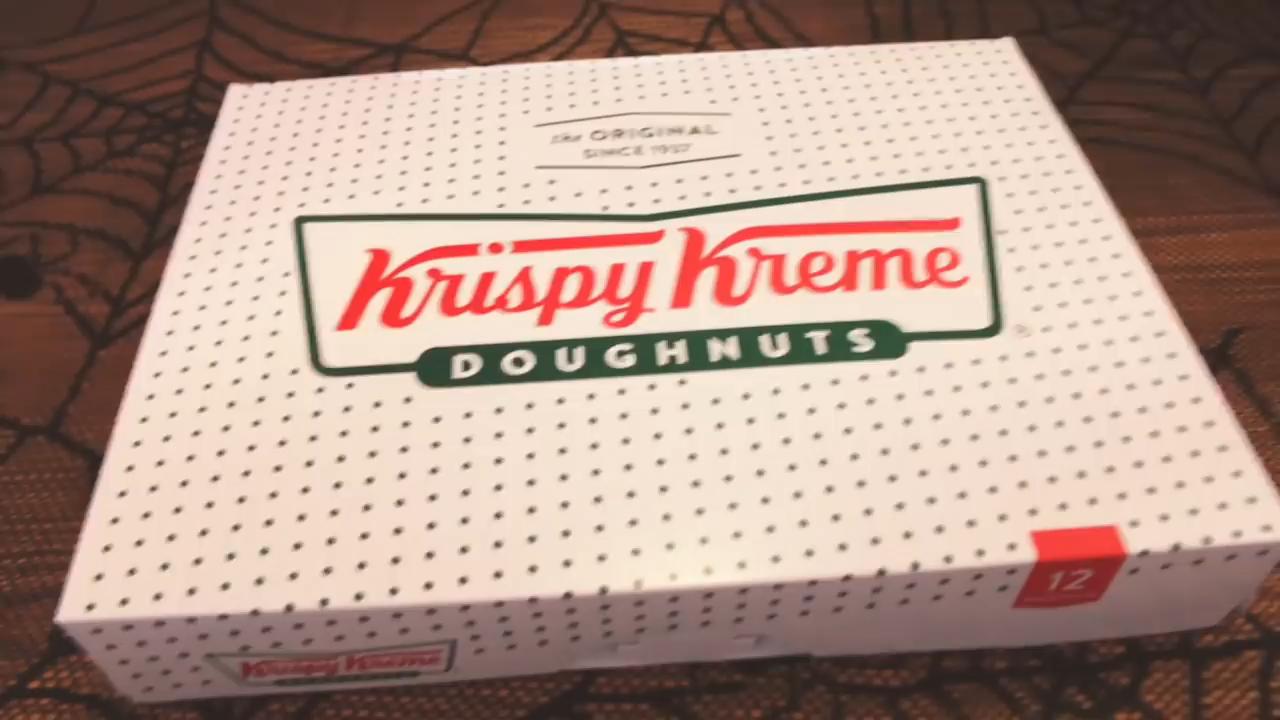 the ORIGINAL
SINCE 1937
Krispy Kreme
DOUGHNUTS
®
12
Krispy Kreme